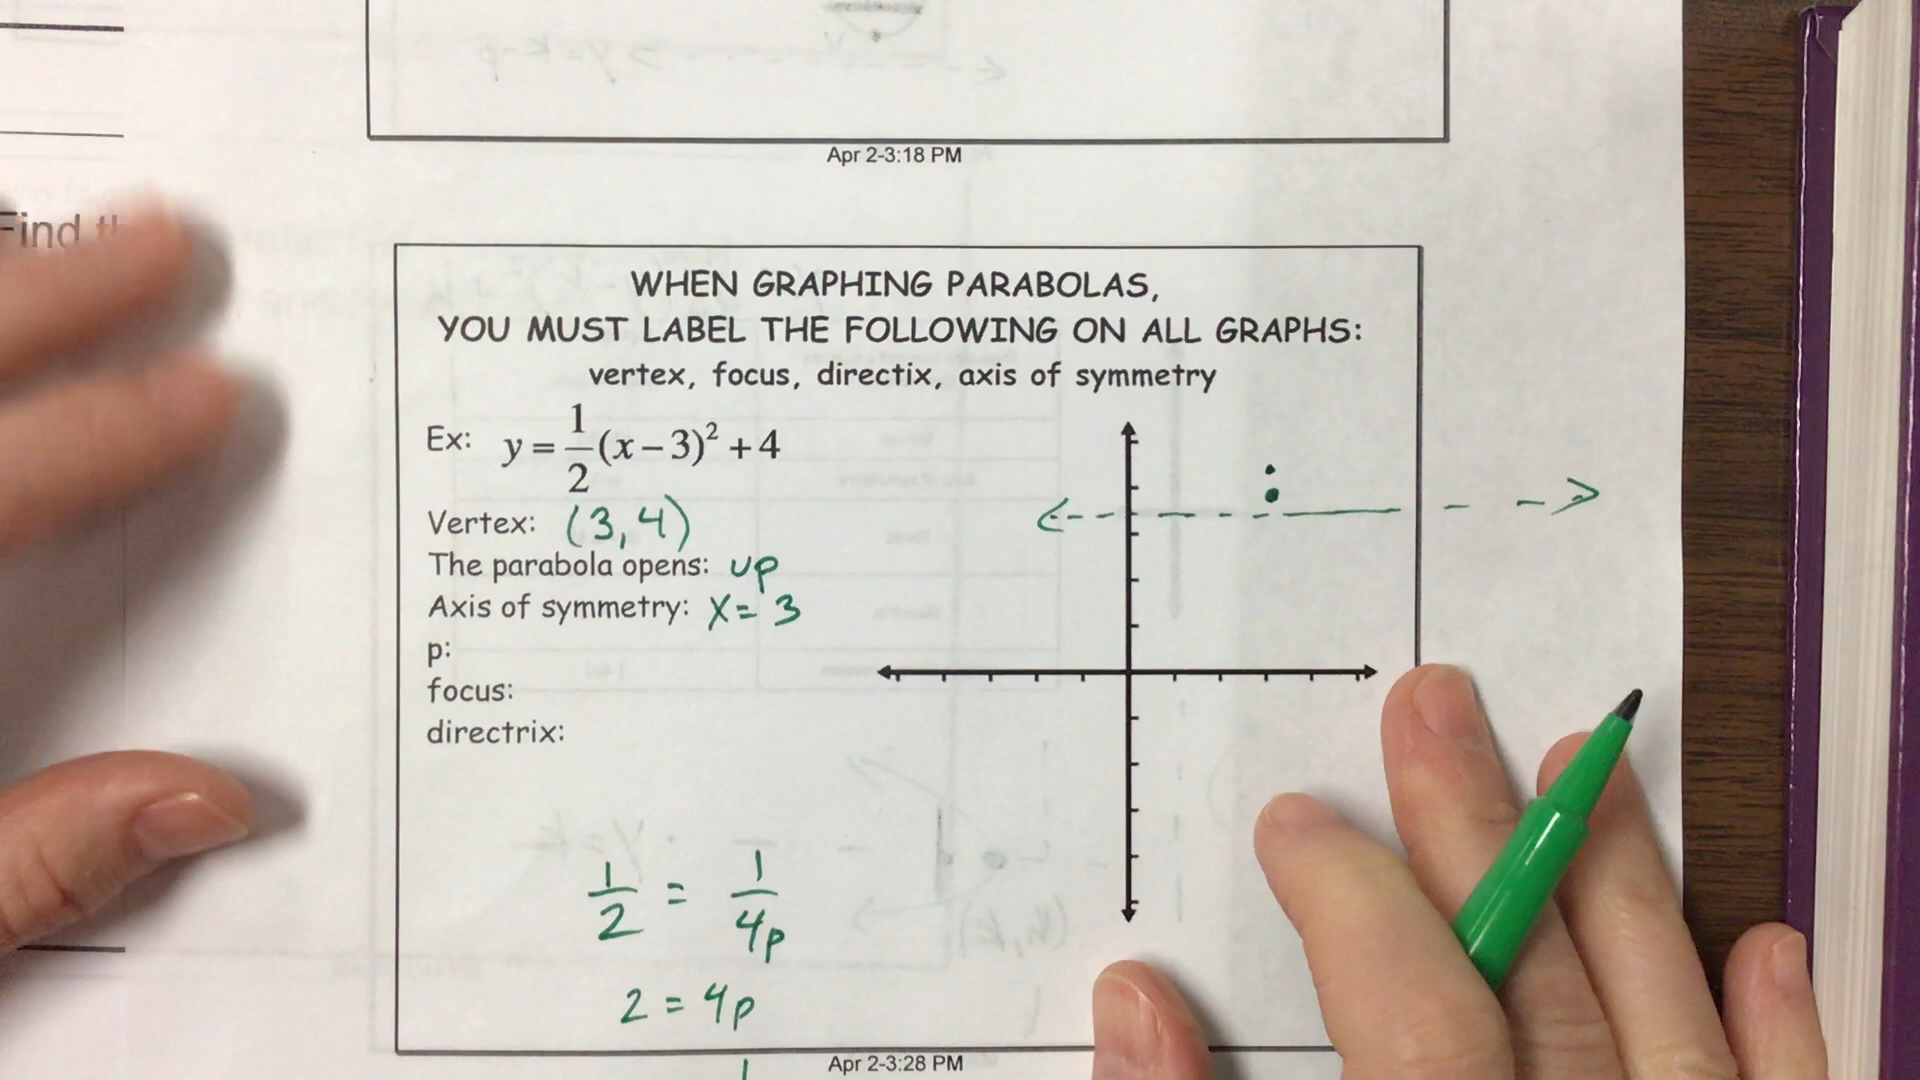 Apr 2-3:18 PM
Find
WHEN GRAPHING PARABOLAS,
YOU MUST LABEL THE FOLLOWING ON ALL GRAPHS:
vertex, focus, directix, axis of symmetry
Ex: y = 1/2 (x - 3)² + 4
Vertex: (3,4)
The parabola opens: up
Axis of symmetry: x = 3
p:
focus:
directrix:
1/2 = 1/4p
2 = 4p
Apr 2-3:28 PM